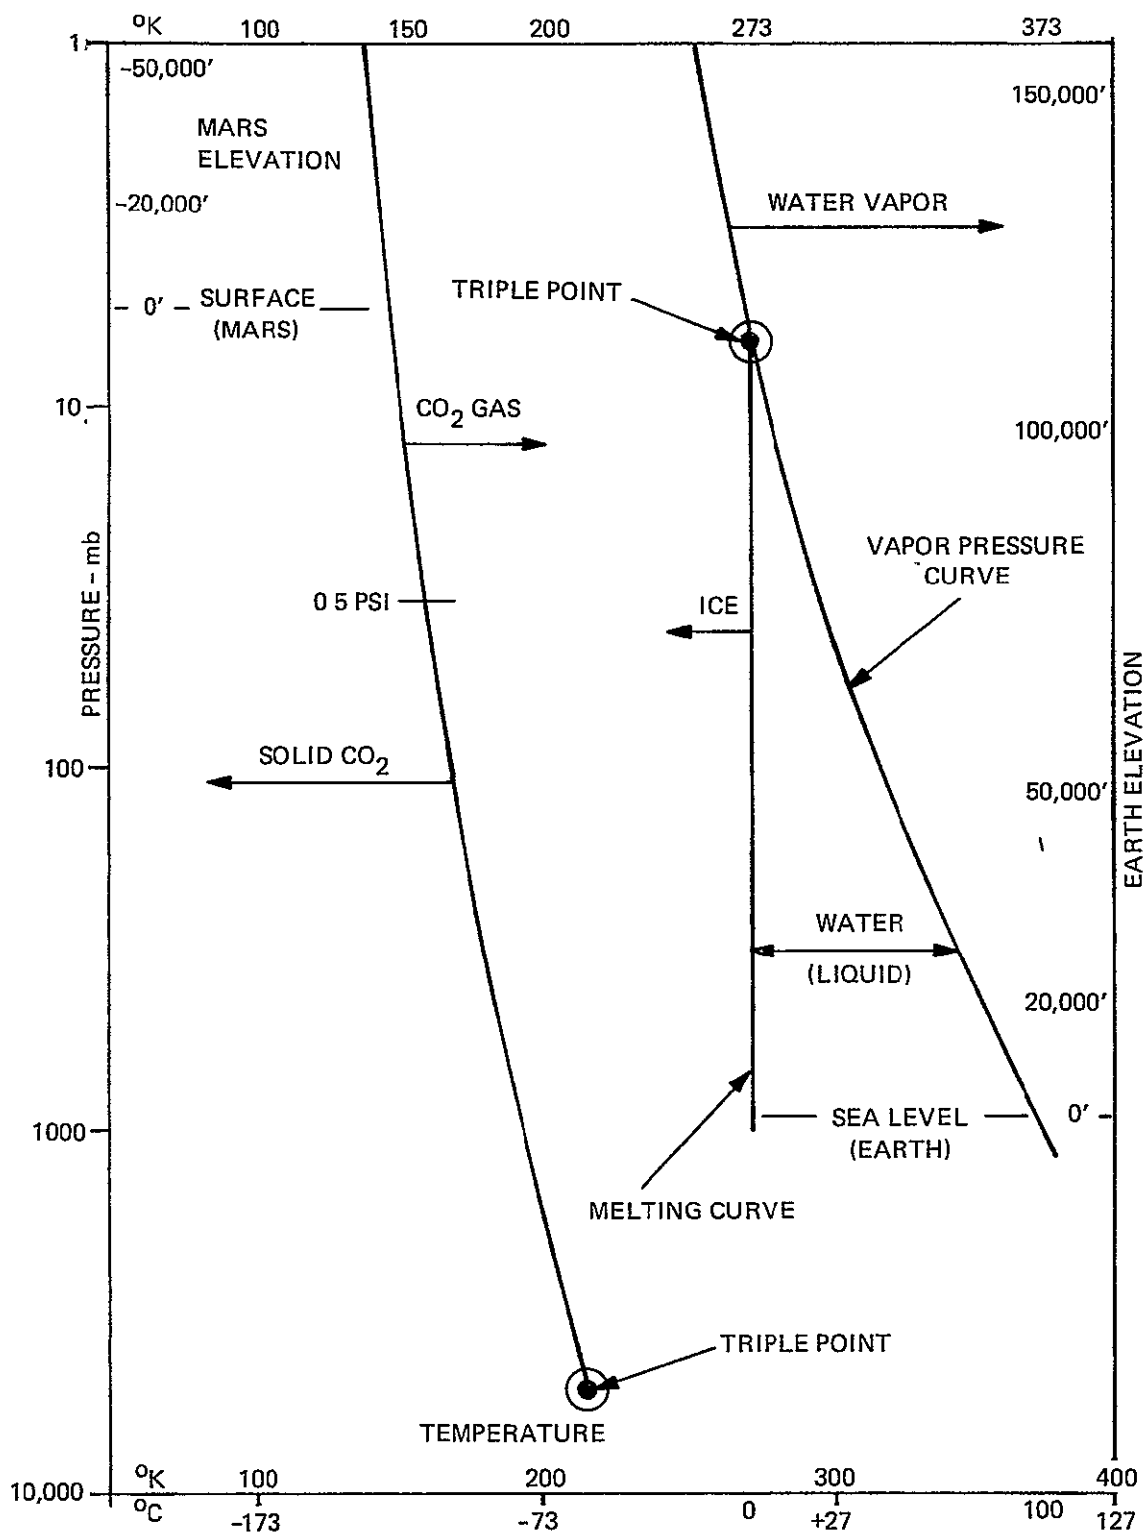 °K 100 150 200 273 373
1
-50,000'
150,000'
MARS
ELEVATION
-20,000'
WATER VAPOR
TRIPLE POINT
0' – SURFACE
(MARS)
10
CO₂ GAS
100,000'
VAPOR PRESSURE
CURVE
0 5 PSI
ICE
PRESSURE – mb
EARTH ELEVATION
SOLID CO₂
100
50,000'
WATER
(LIQUID)
20,000'
1000
SEA LEVEL
(EARTH)
0'
MELTING CURVE
TRIPLE POINT
TEMPERATURE
°K 100 200 300 400
10,000
°C -173 -73 0 +27 100 127